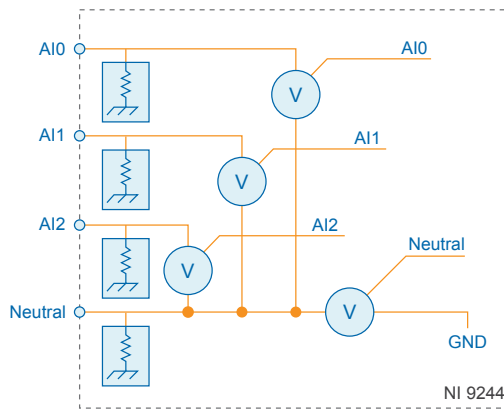 AI0
AI0
V
AI1
AI1
V
AI2
AI2
V
Neutral
Neutral
V
GND
NI 9244